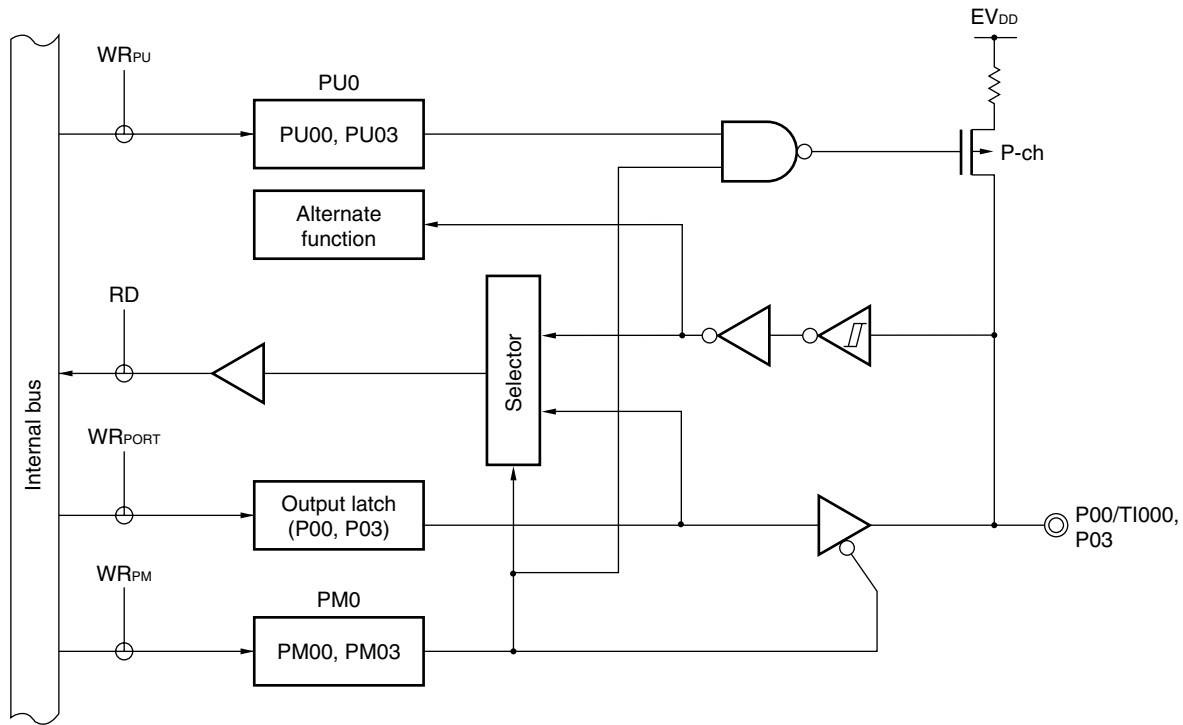 EVDD
WRPU
PU0
PU00, PU03
P-ch
Alternate
function
RD
Selector
Internal bus
WRPORT
Output latch
(P00, P03)
P00/TI000,
P03
WRPM
PM0
PM00, PM03